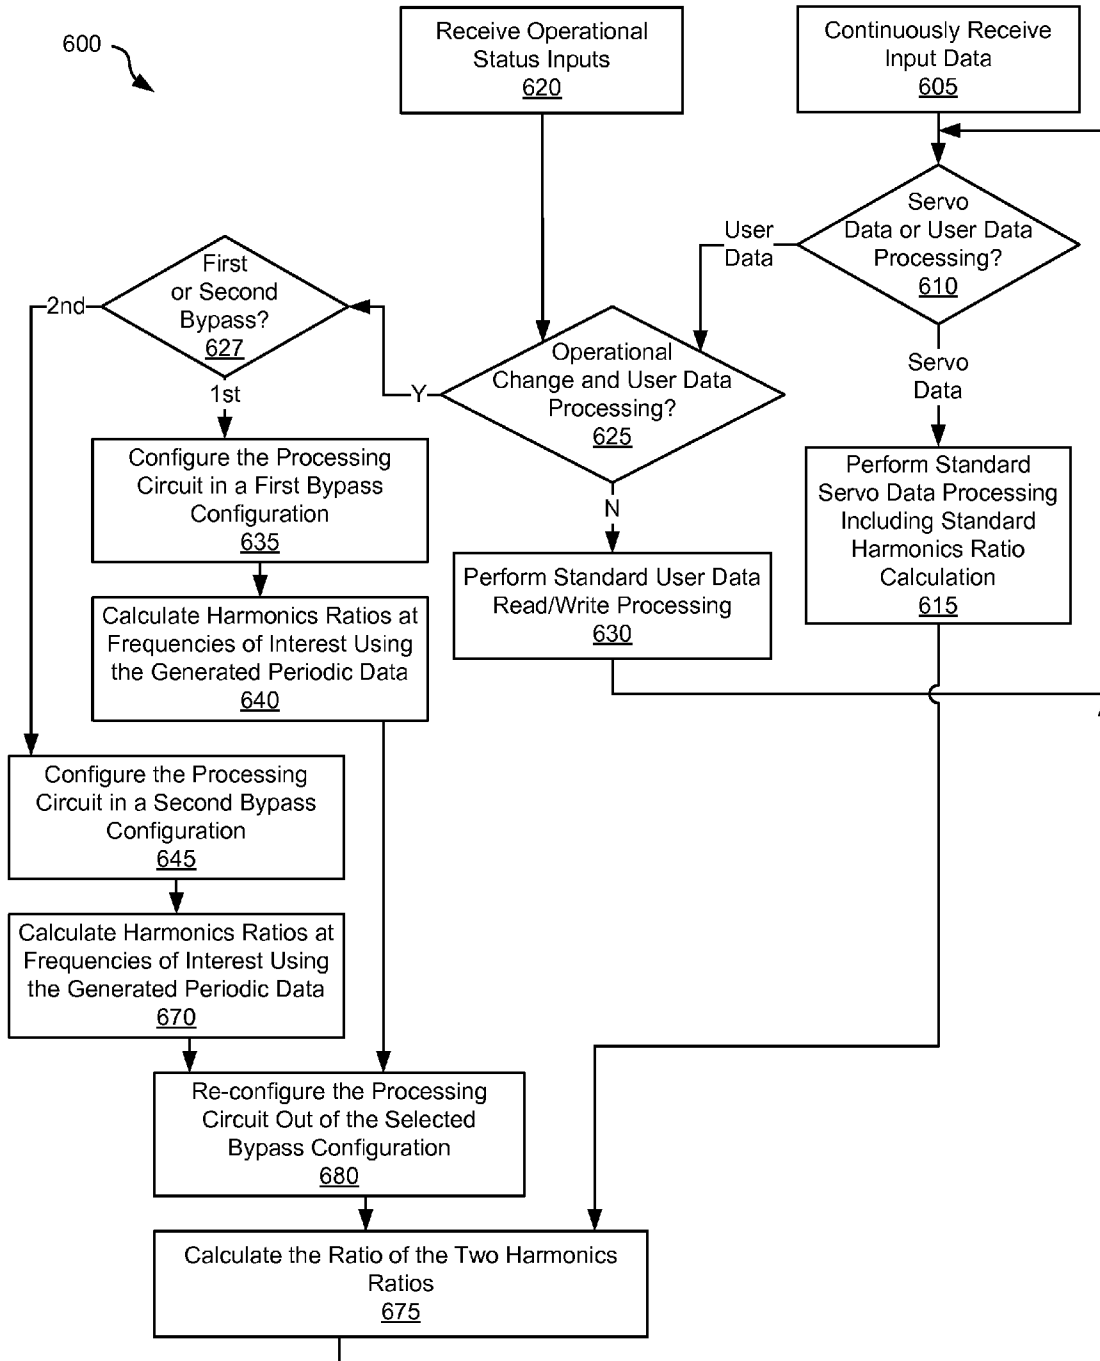 600
Receive Operational
Status Inputs
620
Continuously Receive
Input Data
605
Servo
Data or User Data
Processing?
610
User
Data
Servo
Data
First
or Second
Bypass?
627
2nd
1st
Operational
Change and User Data
Processing?
625
Y
N
Configure the Processing
Circuit in a First Bypass
Configuration
635
Perform Standard
Servo Data Processing
Including Standard
Harmonics Ratio
Calculation
615
Perform Standard User Data
Read/Write Processing
630
Calculate Harmonics Ratios at
Frequencies of Interest Using
the Generated Periodic Data
640
Configure the Processing
Circuit in a Second Bypass
Configuration
645
Calculate Harmonics Ratios at
Frequencies of Interest Using
the Generated Periodic Data
670
Re-configure the Processing
Circuit Out of the Selected
Bypass Configuration
680
Calculate the Ratio of the Two Harmonics
Ratios
675